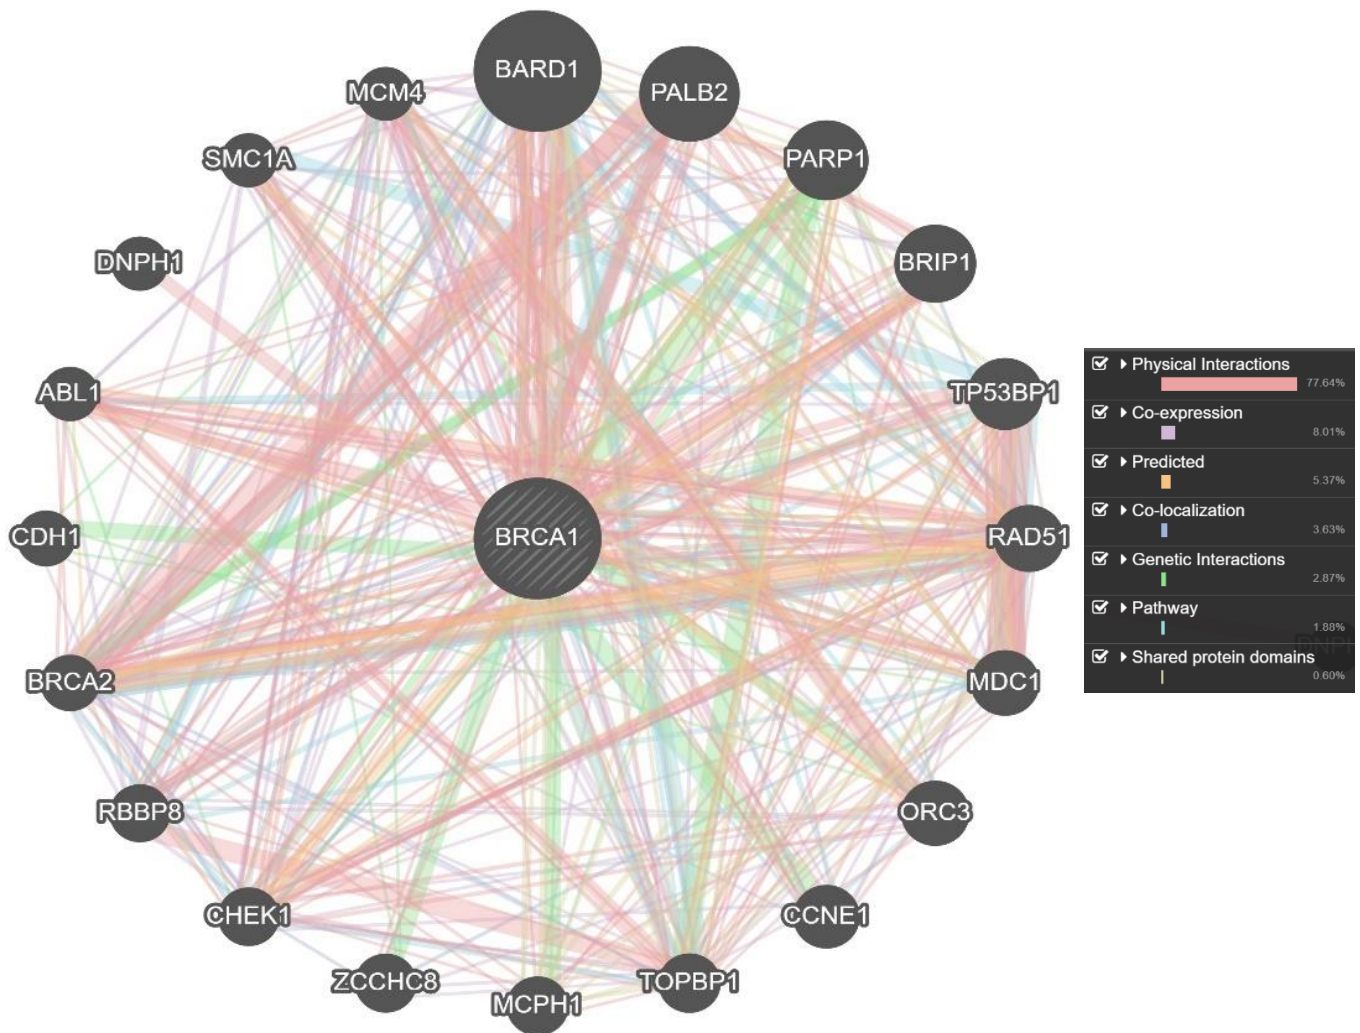 BARD1
PALB2
MCM4
PARP1
SMC1A
BRIP1
DNPH1
TP53BP1
ABL1
BRCA1
RAD51
CDH1
BRCA2
MDC1
RBBP8
ORC3
CHEK1
CCNE1
ZCCHC8
TOPBP1
MCPH1
Physical Interactions
77.64%
Co-expression
8.01%
Predicted
5.37%
Co-localization
3.63%
Genetic Interactions
2.87%
Pathway
1.88%
Shared protein domains
0.60%